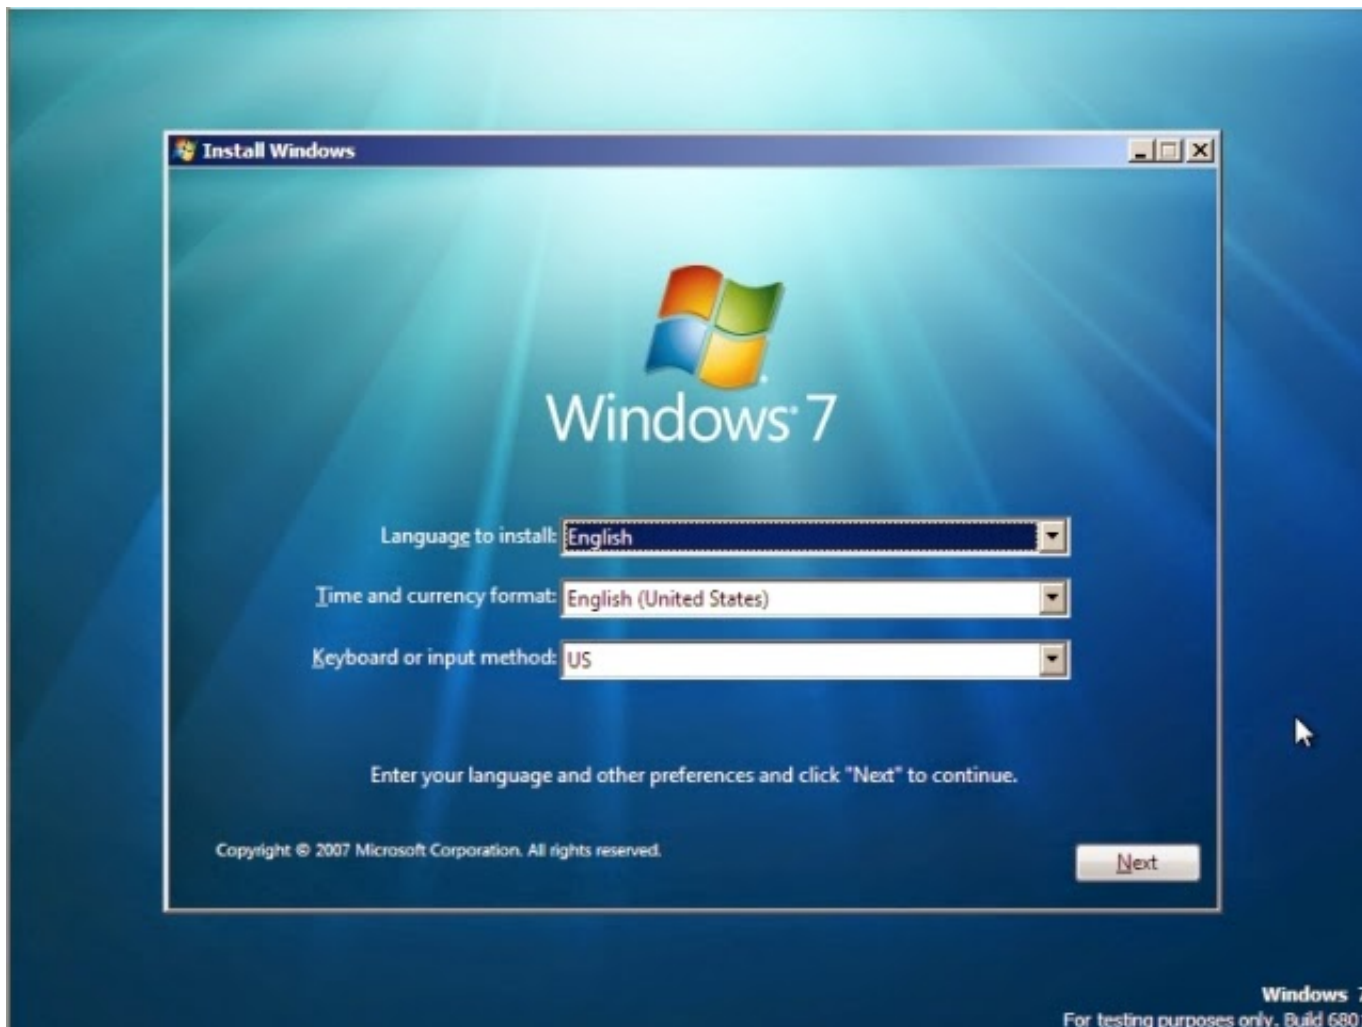 Install Windows
Windows® 7
Language to install: English
Time and currency format: English (United States)
Keyboard or input method: US
Enter your language and other preferences and click "Next" to continue.
Copyright © 2007 Microsoft Corporation. All rights reserved.
Next
Windows 7
For testing purposes only. Build 6801